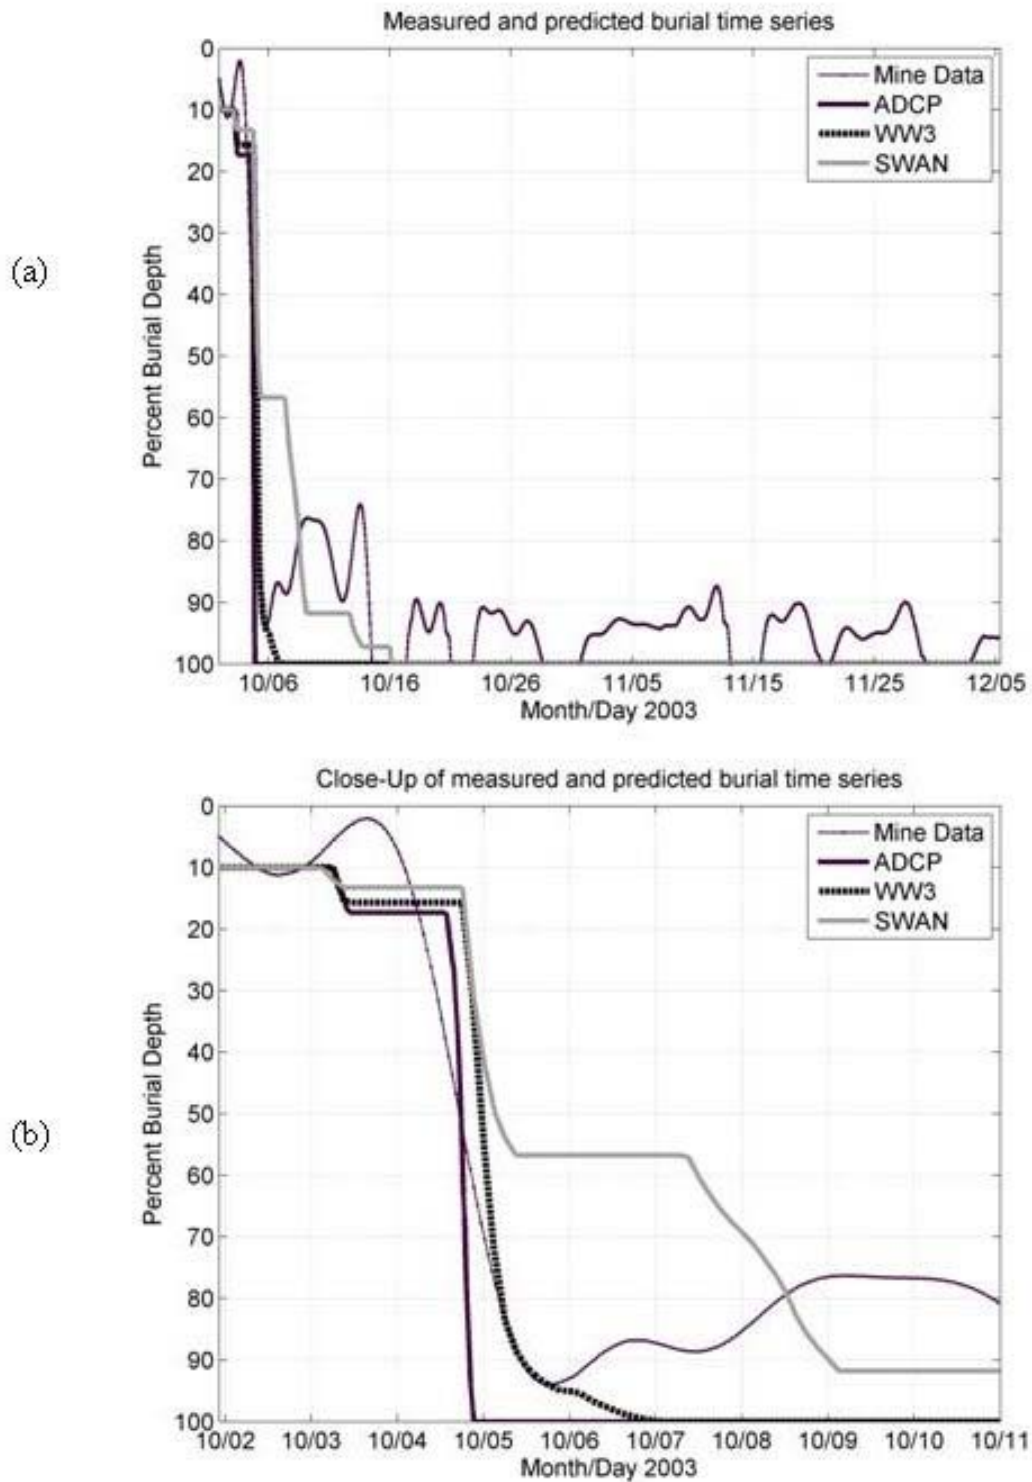 Measured and predicted burial time series
Mine Data
ADCP
WW3
SWAN
(a)
Percent Burial Depth
0
10
20
30
40
50
60
70
80
90
100
10/06 10/16 10/26 11/05 11/15 11/25 12/05
Month/Day 2003
Close-Up of measured and predicted burial time series
Mine Data
ADCP
WW3
SWAN
(b)
Percent Burial Depth
0
10
20
30
40
50
60
70
80
90
100
10/02 10/03 10/04 10/05 10/06 10/07 10/08 10/09 10/10 10/11
Month/Day 2003